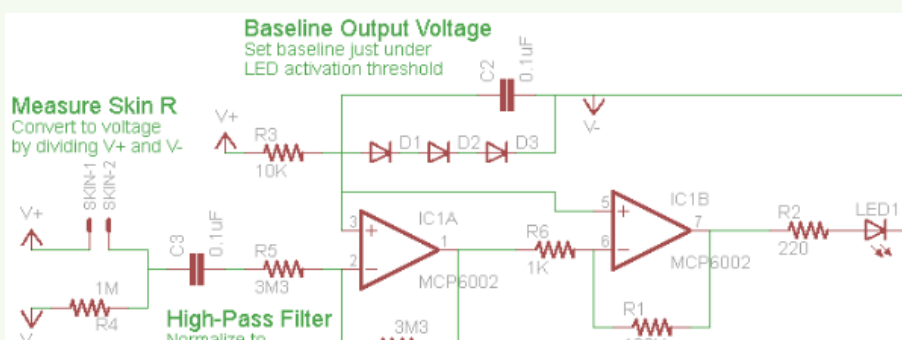 Baseline Output Voltage
Set baseline just under
LED activation threshold
C2
0.1uF
Measure Skin R
Convert to voltage
by dividing V+ and V-
V+
R3
10K
D1
D2
D3
V-
SKIN-1
SKIN-2
V+
C3
0.1uF
R5
3M3
3
2
+
-
1
IC1A
MCP6002
R6
1K
5
6
+
-
7
IC1B
MCP6002
R2
220
LED1
1M
R4
High-Pass Filter
Normalize to
3M3
R1